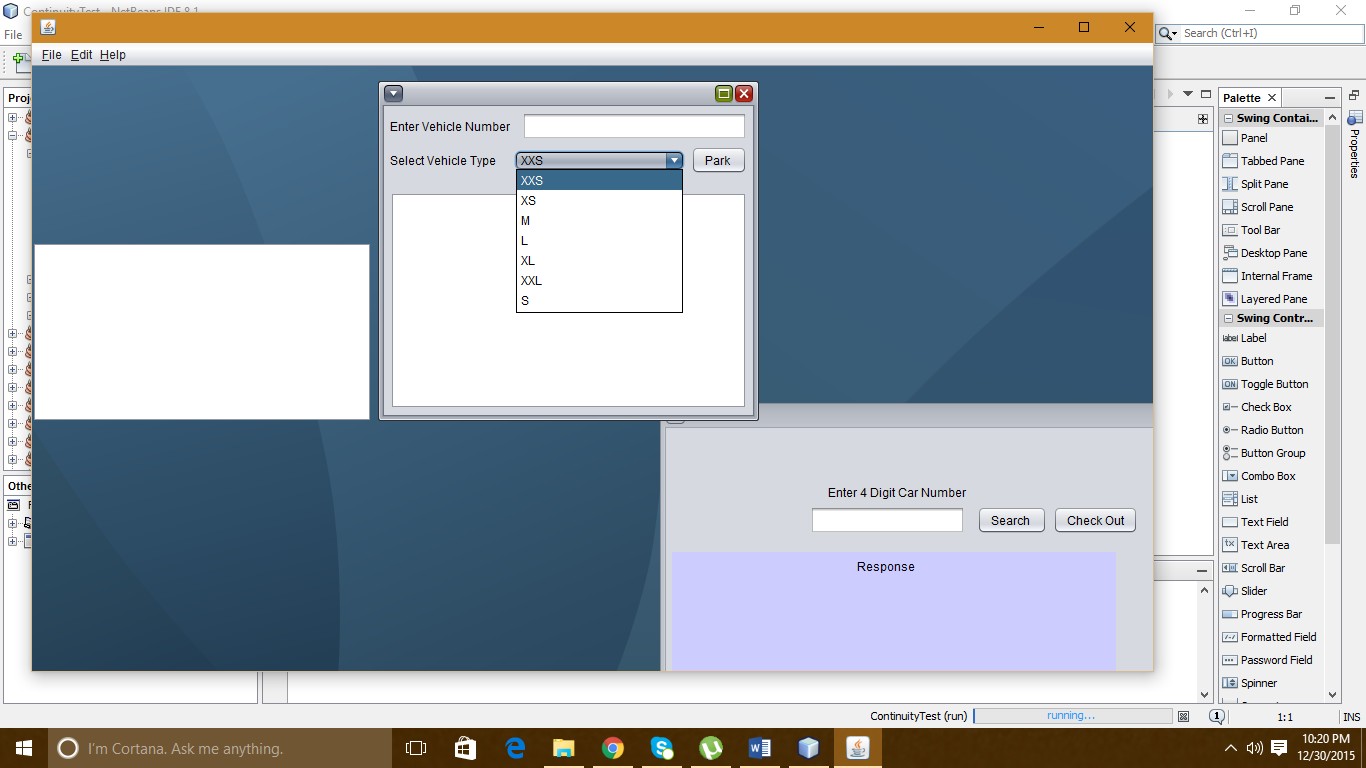 ContinuityTest - NetBeans IDE 8.1
File
Search (Ctrl+I)
File Edit Help
Enter Vehicle Number
Select Vehicle Type XXS Park
XXS
XS
M
L
XL
XXL
S
Enter 4 Digit Car Number
Search Check Out
Response
Proj
Othe
F
Palette
Swing Contai...
Panel
Tabbed Pane
Split Pane
Scroll Pane
Tool Bar
Desktop Pane
Internal Frame
Layered Pane
Swing Contr...
label Label
OK Button
ON Toggle Button
Check Box
Radio Button
Button Group
Combo Box
List
Text Field
Text Area
Scroll Bar
Slider
Progress Bar
Formatted Field
Password Field
Spinner
Properties
ContinuityTest (run) running... 1 1:1 INS
I'm Cortana. Ask me anything.
10:20 PM
12/30/2015